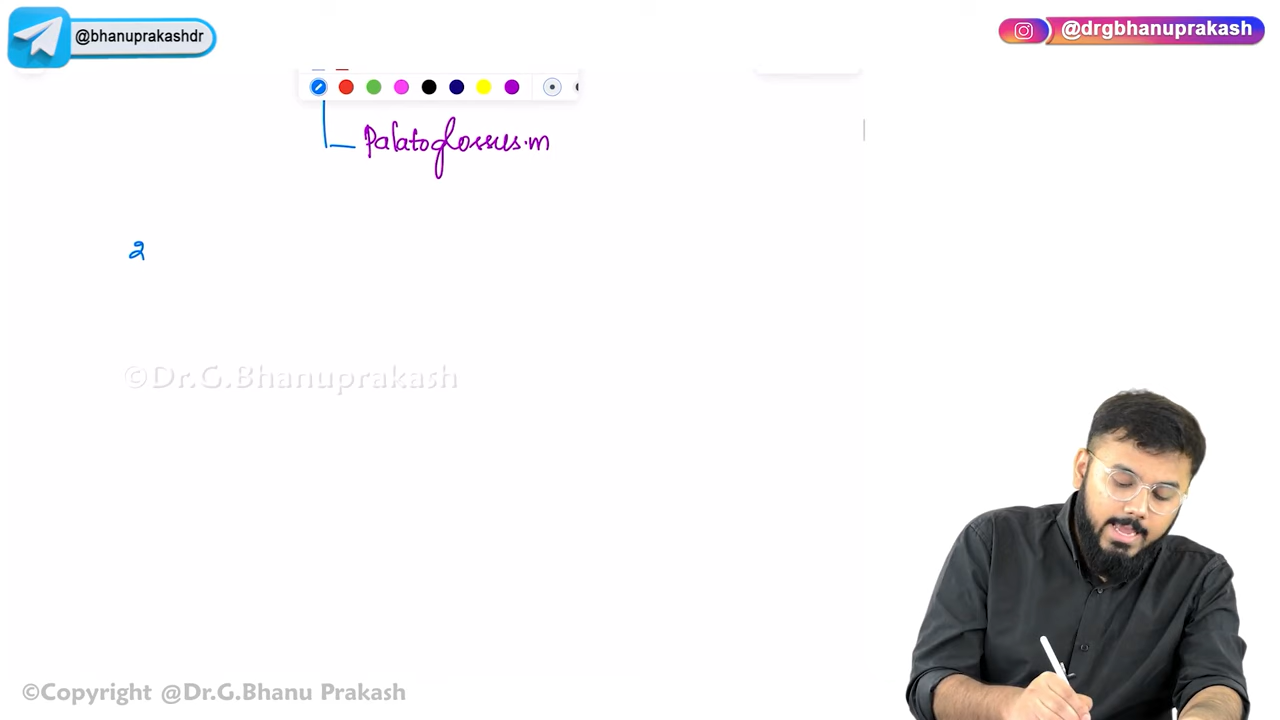 @bhanuprakashdr
@drgbhanuprakash
Palatoglossus.m
2
©Dr.G.Bhanuprakash
©Copyright @Dr.G.Bhanu Prakash